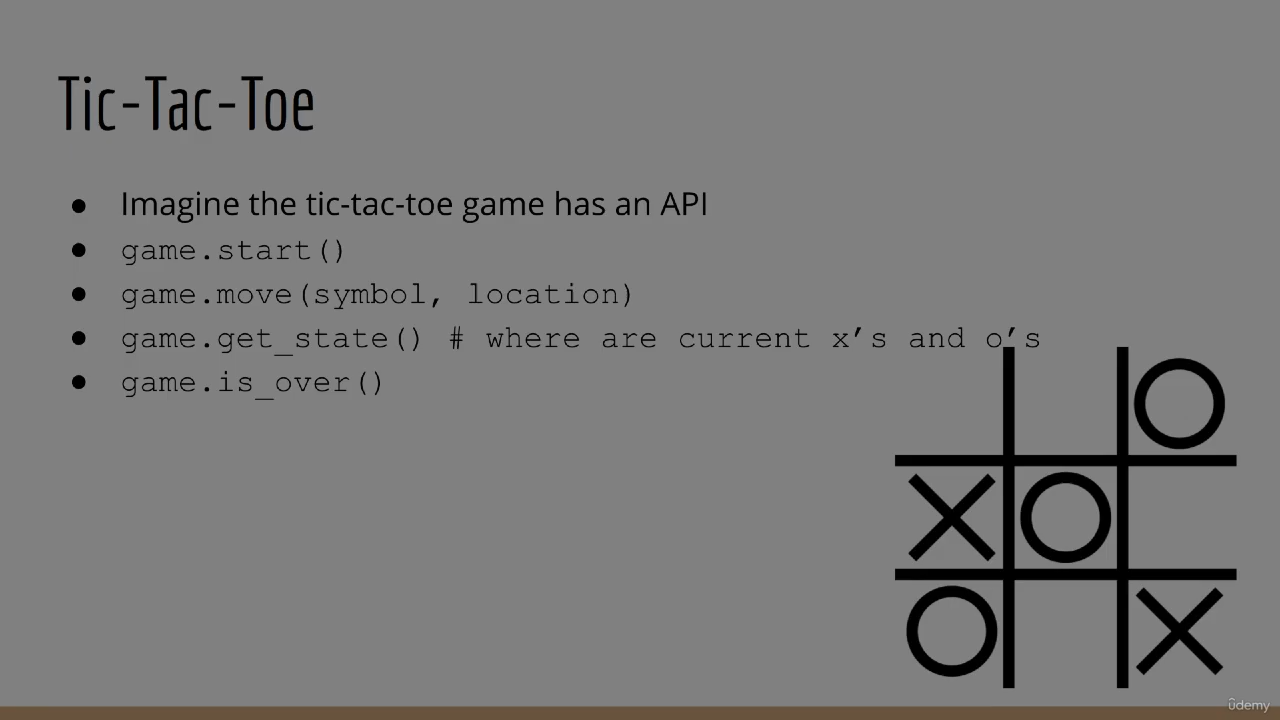 Tic-Tac-Toe
● Imagine the tic-tac-toe game has an API
● game.start()
● game.move(symbol, location)
● game.get_state() # where are current x’s and o’s
● game.is_over()
O
X O
O X
ûdemy